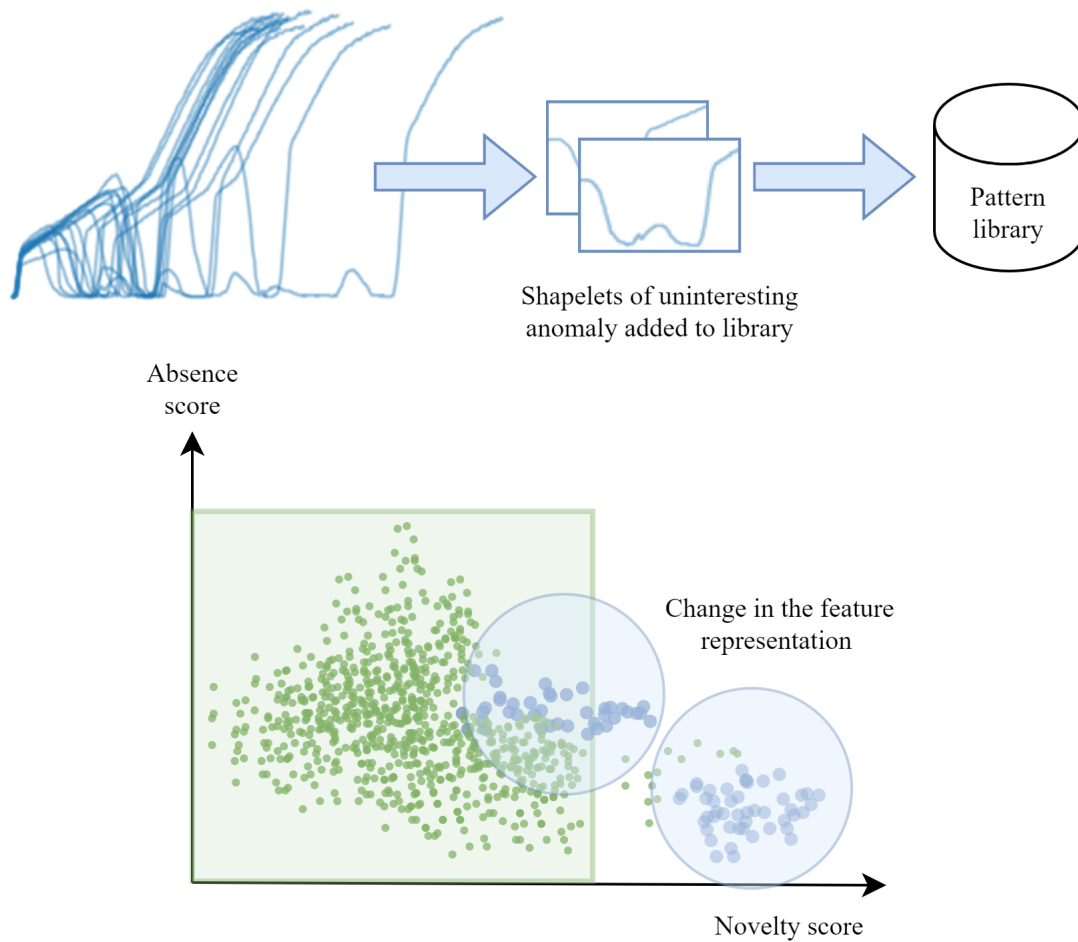 Pattern
library
Shapelets of uninteresting
anomaly added to library
Absence
score
Change in the feature
representation
Novelty score